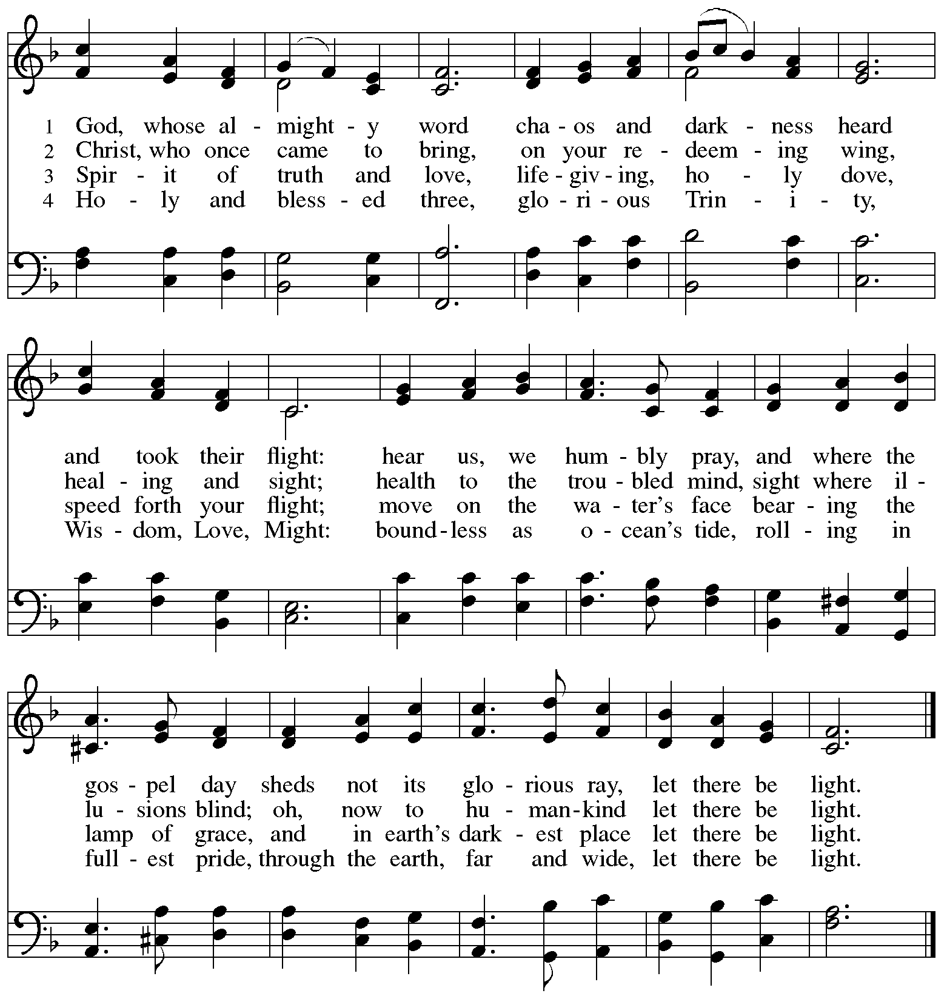 1 God, whose al - might - y word cha - os and dark - ness heard
2 Christ, who once came to bring, on your re - deem - ing wing,
3 Spir - it of truth and love, life - giv - ing, ho - ly dove,
4 Ho - ly and bless - ed three, glo - ri - ous Trin - i - ty,
and took their flight: hear us, we hum - bly pray, and where the
heal - ing and sight; health to the trou - bled mind, sight where il -
speed forth your flight; move on the wa - ter's face bear - ing the
Wis - dom, Love, Might: bound - less as o - cean's tide, roll - ing in
gos - pel day sheds not its glo - rious ray, let there be light.
lu - sions blind; oh, now to hu - man - kind let there be light.
lamp of grace, and in earth's dark - est place let there be light.
full - est pride, through the earth, far and wide, let there be light.